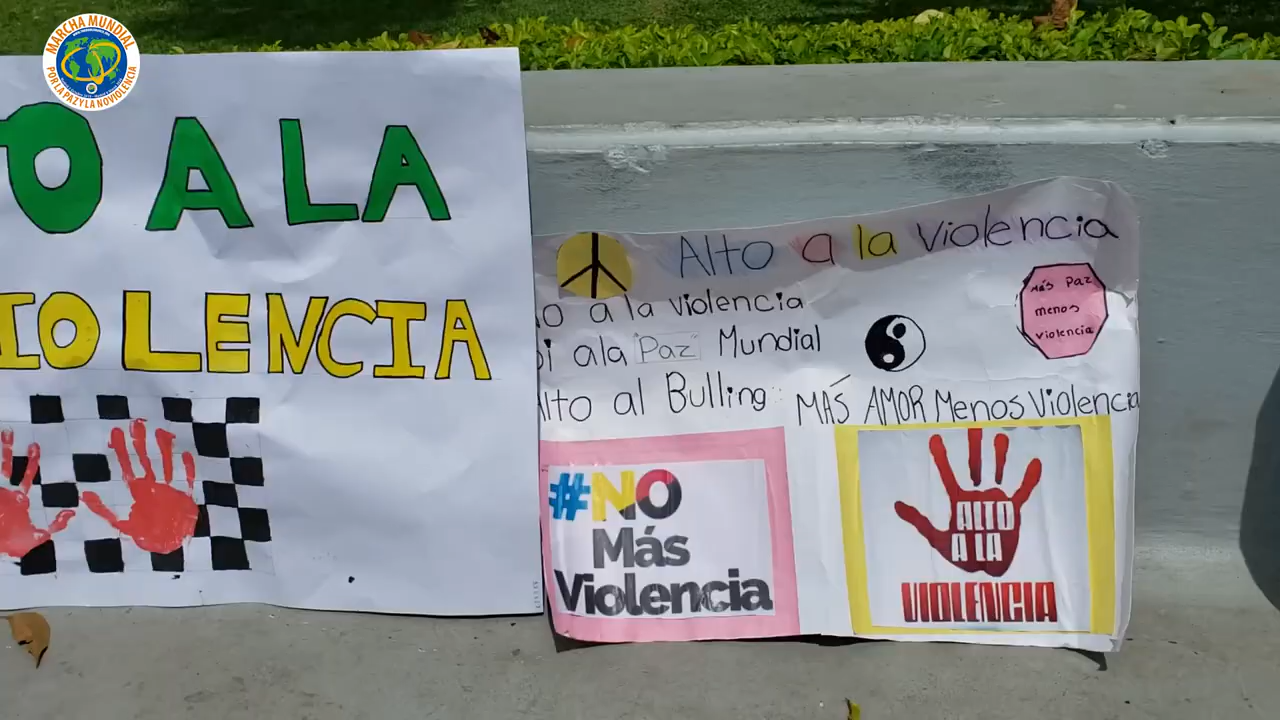 MARCHA MUNDIAL
POR LA PAZ Y LA NOVIOLENCIA
O A LA
IOLENCIA
Alto a la Violencia
o a la violencia
i ala Paz Mundial
lto al Bulling
MÁS AMOR Menos Violencia
MÁS PaZ
menos
violencia
#NO
Más
Violencia
ALTO
A LA
VIOLENCIA